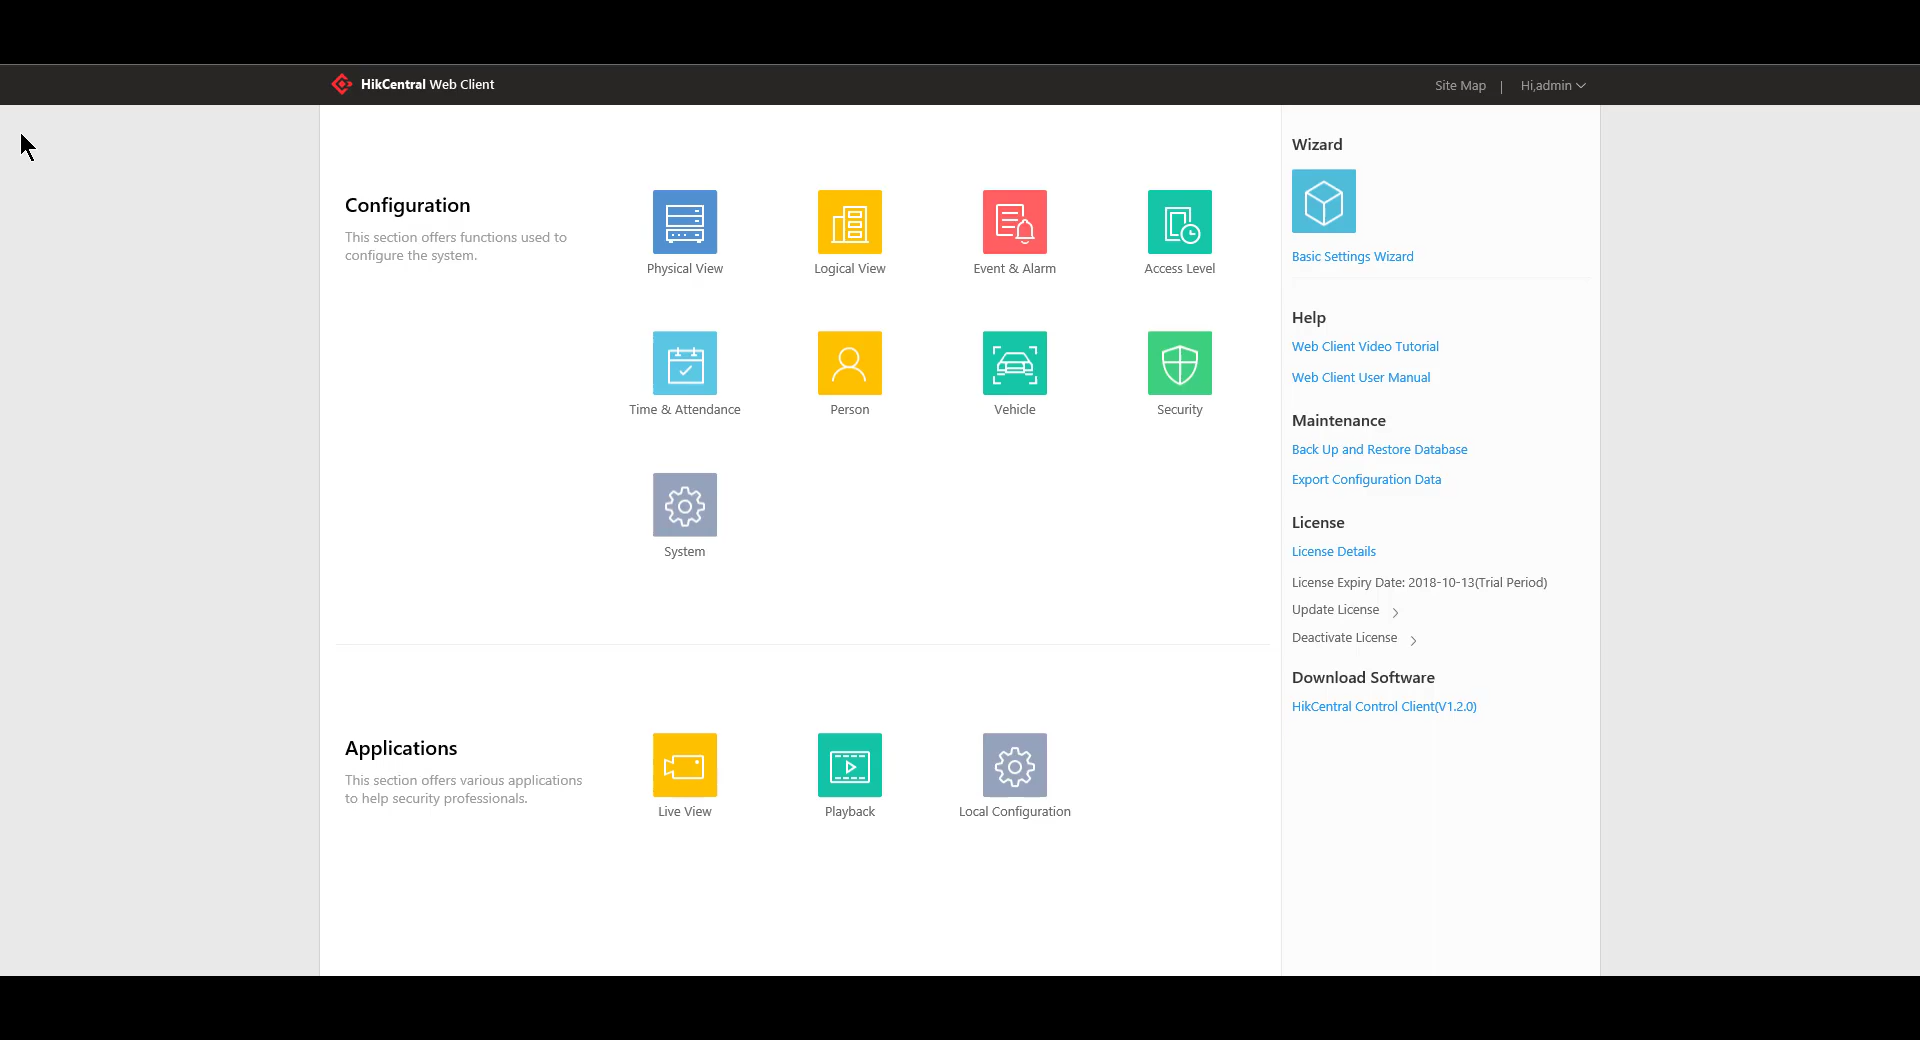 HikCentral Web Client
Site Map | Hi,admin
Configuration
This section offers functions used to
configure the system.
Physical View
Logical View
Event & Alarm
Access Level
Time & Attendance
Person
Vehicle
Security
System
Applications
This section offers various applications
to help security professionals.
Live View
Playback
Local Configuration
Wizard
Basic Settings Wizard
Help
Web Client Video Tutorial
Web Client User Manual
Maintenance
Back Up and Restore Database
Export Configuration Data
License
License Details
License Expiry Date: 2018-10-13(Trial Period)
Update License
Deactivate License
Download Software
HikCentral Control Client(V1.2.0)